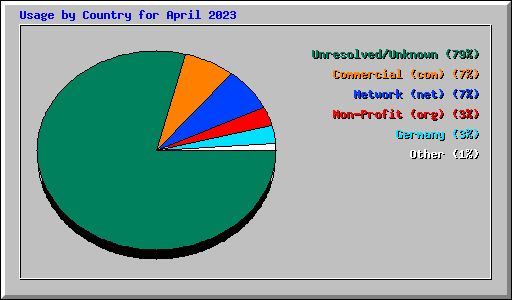 Usage by Country for April 2023
Unresolved/Unknown (79%)
Commercial (com) (7%)
Network (net) (7%)
Non-Profit (org) (3%)
Germany (3%)
Other (1%)